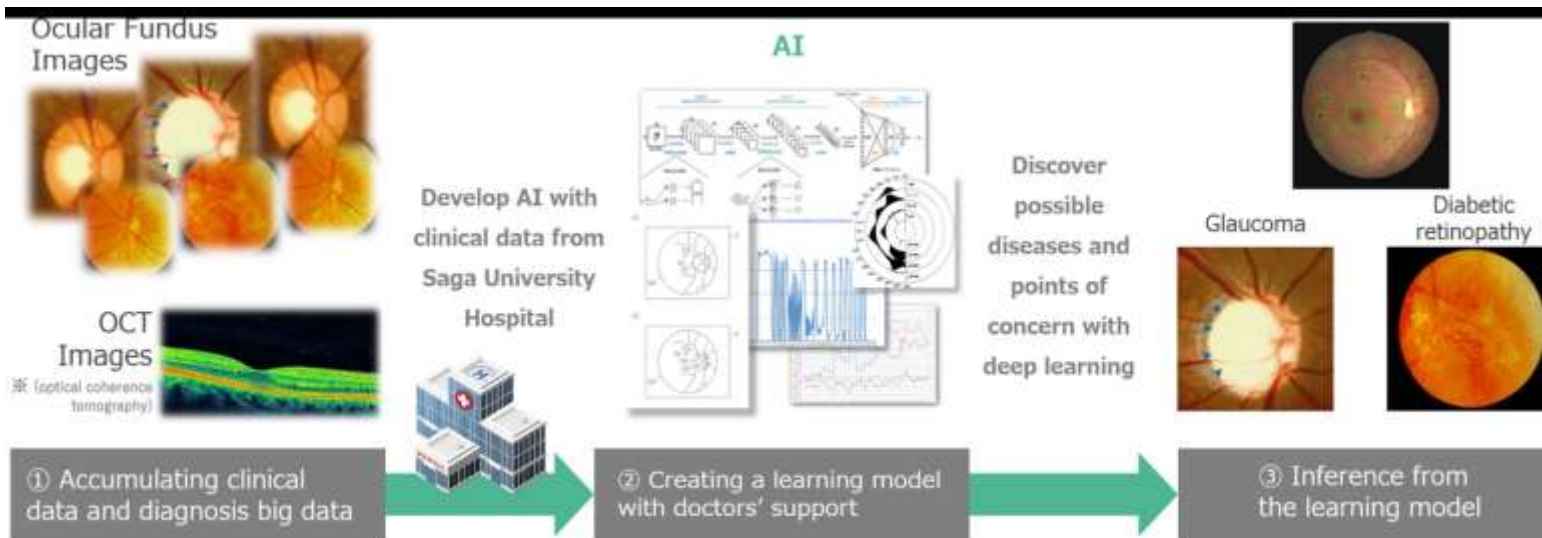 Ocular Fundus
Images
OCT
Images
※ (optical coherence
tomography)
① Accumulating clinical
data and diagnosis big data
Develop AI with
clinical data from
Saga University
Hospital
H
AI
② Creating a learning model
with doctors' support
Discover
possible
diseases and
points of
concern with
deep learning
Glaucoma
Diabetic
retinopathy
③ Inference from
the learning model